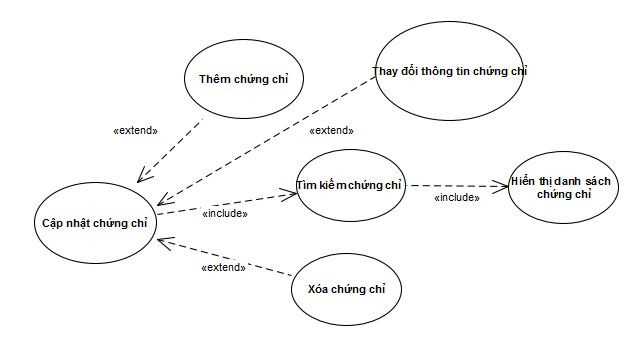 Thêm chứng chỉ
Thay đổi thông tin chứng chỉ
«extend»
«extend»
Tìm kiếm chứng chỉ
Hiển thị danh sách
chứng chỉ
«include»
«include»
Cập nhật chứng chỉ
«extend»
Xóa chứng chỉ